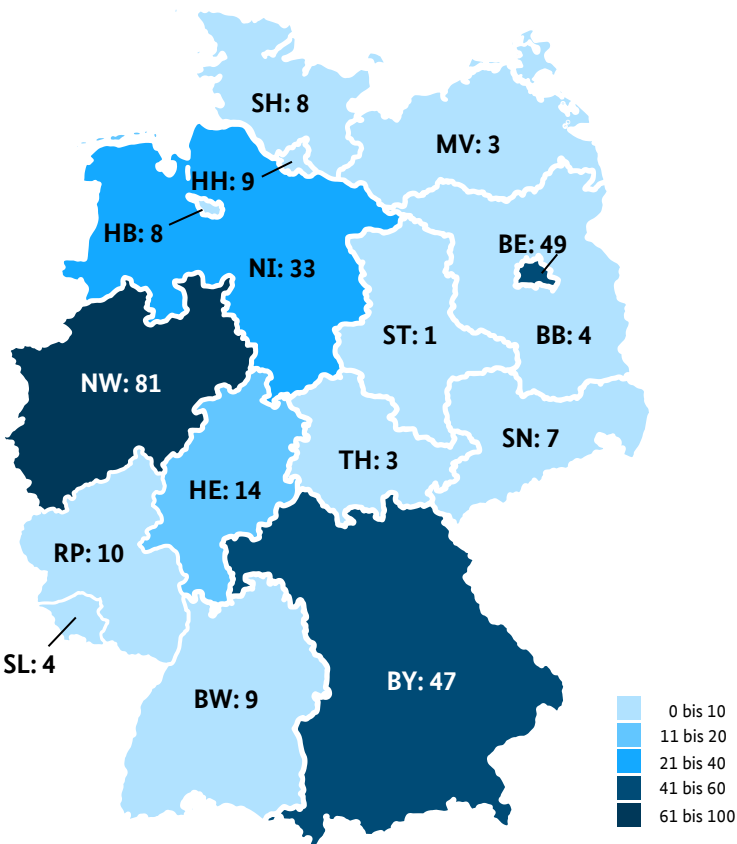 SH: 8
MV: 3
HH: 9
HB: 8
BE: 49
NI: 33
ST: 1
BB: 4
NW: 81
SN: 7
TH: 3
HE: 14
RP: 10
SL: 4
BY: 47
BW: 9
0 bis 10
11 bis 20
21 bis 40
41 bis 60
61 bis 100